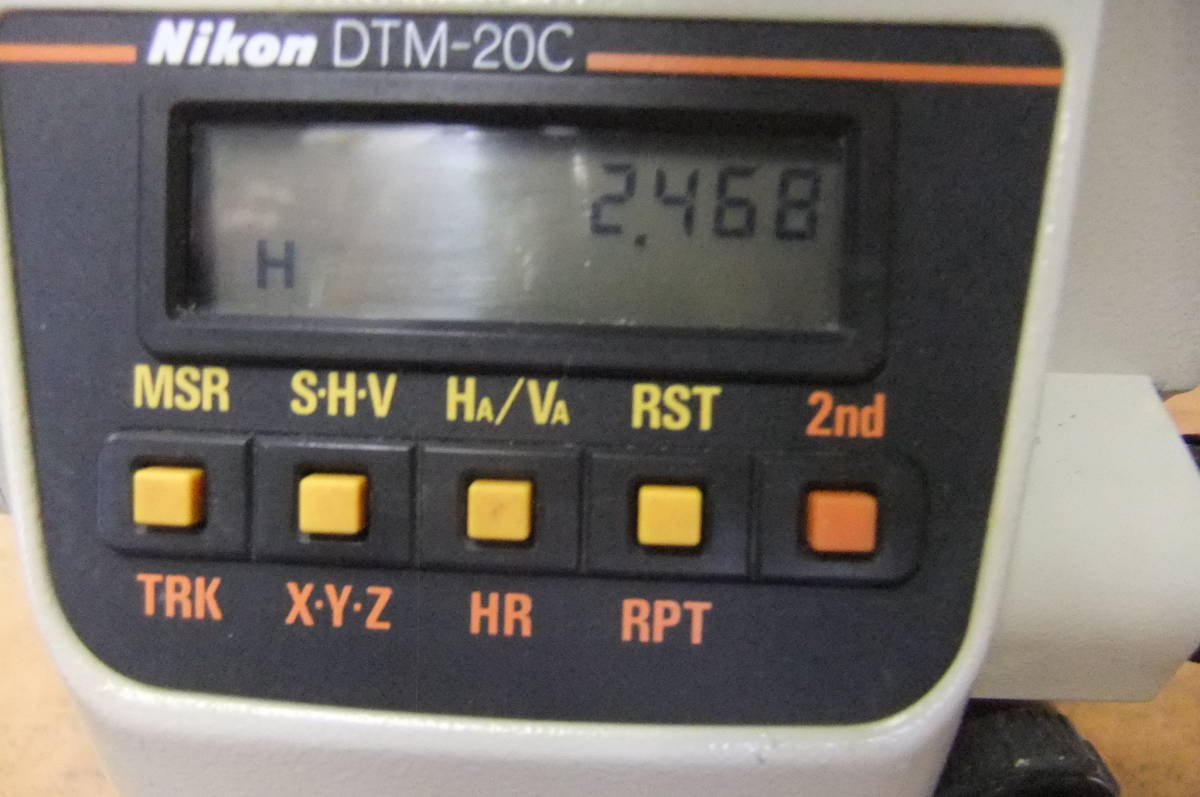 Nikon DTM-20C
2.468
H
MSR S·H·V HA/VA RST 2nd
TRK X·Y·Z HR RPT